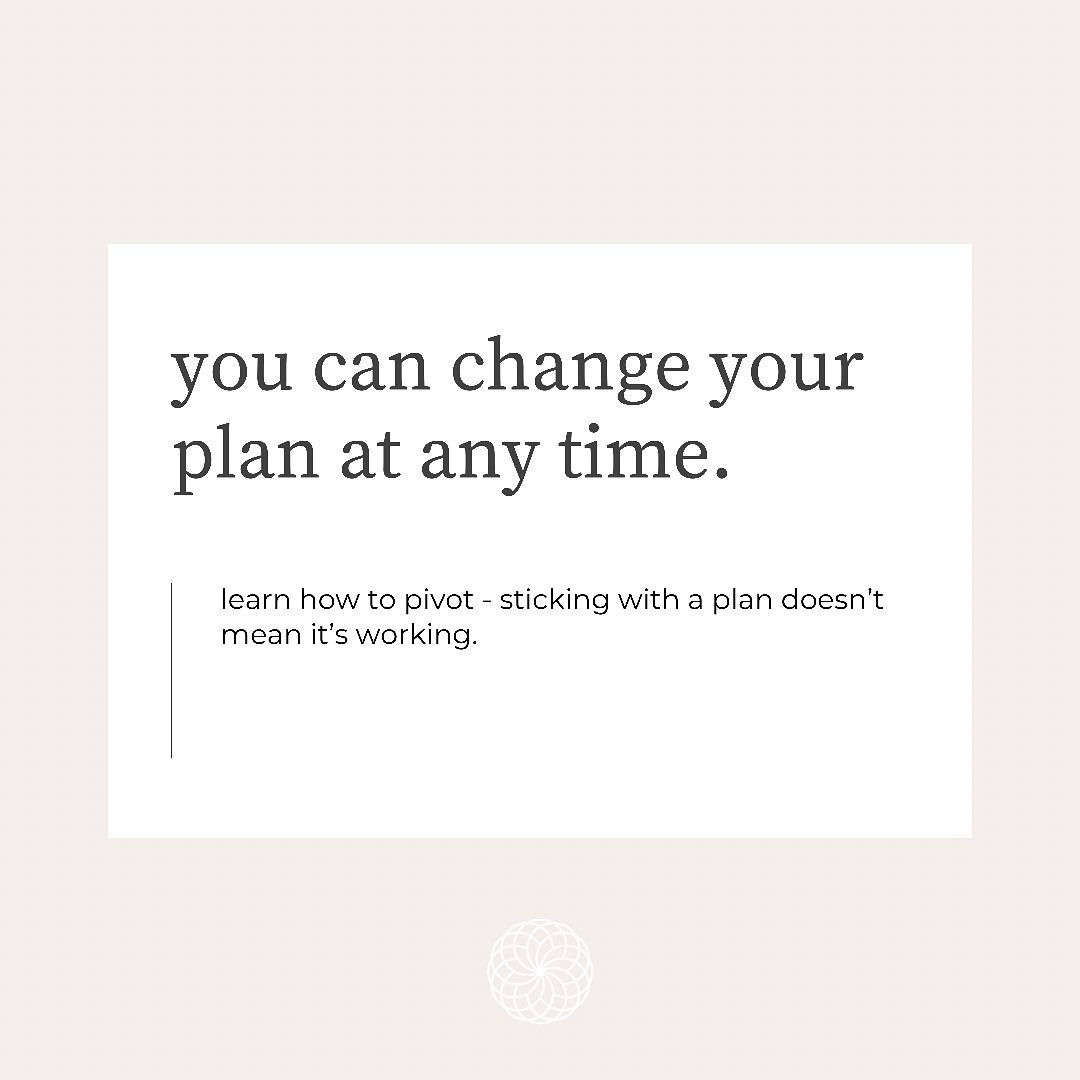 you can change your
plan at any time.
learn how to pivot - sticking with a plan doesn’t
mean it’s working.